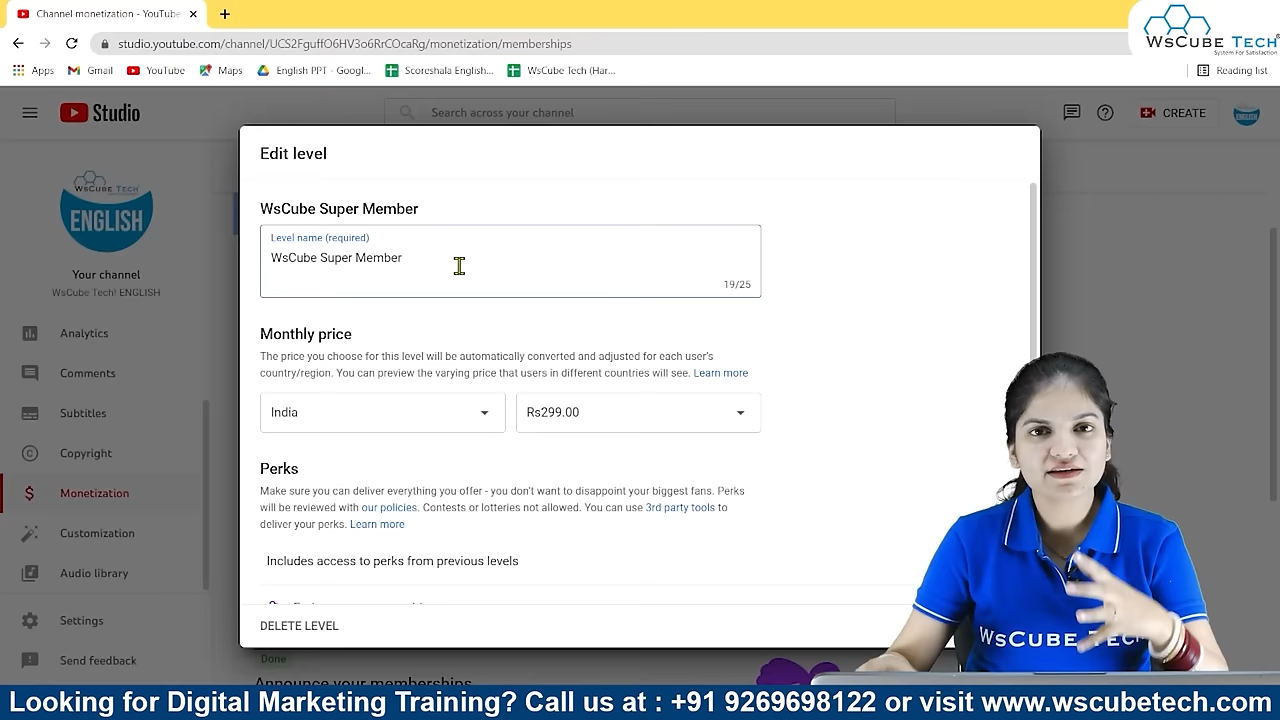 Channel monetization - YouTube
studio.youtube.com/channel/UCS2FguffO6HV3o6RrCOcaRg/monetization/memberships
WSCUBE TECH
System For Satisfaction
Apps
Gmail
YouTube
Maps
English PPT - Googl...
Scoreshala English...
WsCube Tech (Har...
Reading list
Studio
Search across your channel
CREATE
ENGLISH
WSCUBE TECH
ENGLISH
Your channel
WsCube Tech! ENGLISH
Analytics
Comments
Subtitles
Copyright
Monetization
Customization
Audio library
Settings
Send feedback
Edit level
WsCube Super Member
Level name (required)
WsCube Super Member
19/25
Monthly price
The price you choose for this level will be automatically converted and adjusted for each user's
country/region. You can preview the varying price that users in different countries will see. Learn more
India
Rs299.00
Perks
Make sure you can deliver everything you offer - you don't want to disappoint your biggest fans. Perks
will be reviewed with our policies. Contests or lotteries not allowed. You can use 3rd party tools to
deliver your perks. Learn more
Includes access to perks from previous levels
DELETE LEVEL
Done
Announce your memberships
WSCUBE TECH
Looking for Digital Marketing Training? Call us at : +91 9269698122 or visit www.wscubetech.com